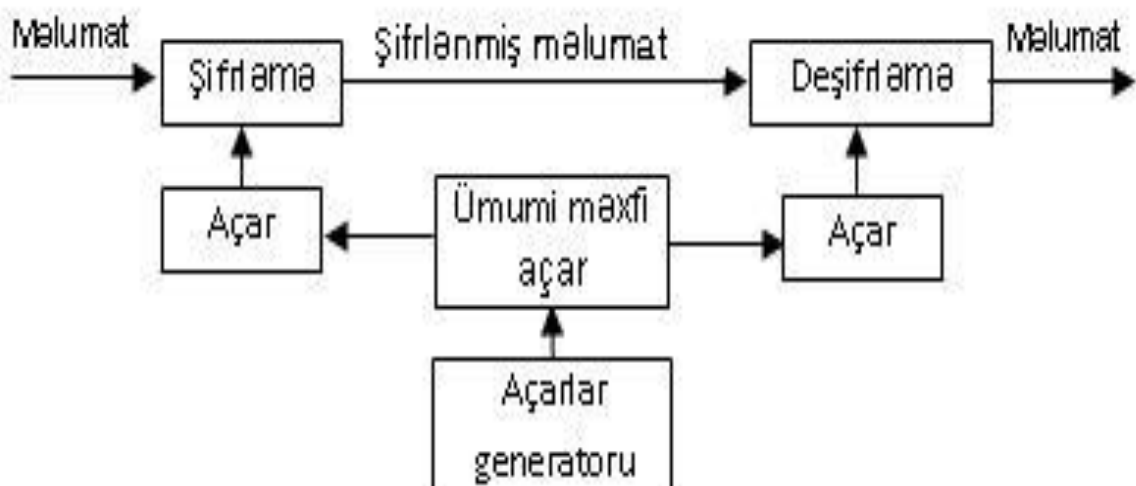 Məlumat
Şifrləmə
Şifrlənmiş məlumat
Deşifrləmə
Məlumat
Açar
Ümumi məxfi
açar
Açar
Açarlar
generatoru